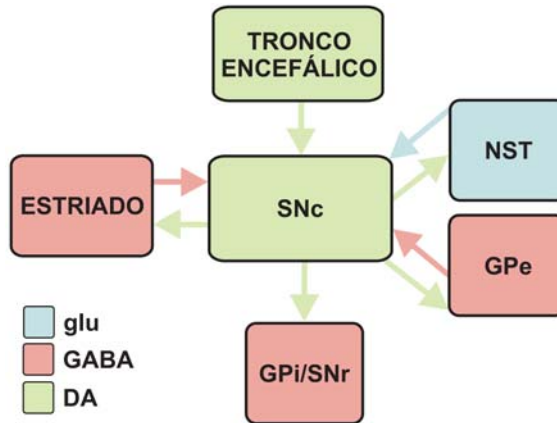 TRONCO
ENCEFÁLICO
NST
ESTRIADO
SNc
GPe
glu
GABA
DA
GPi/SNr